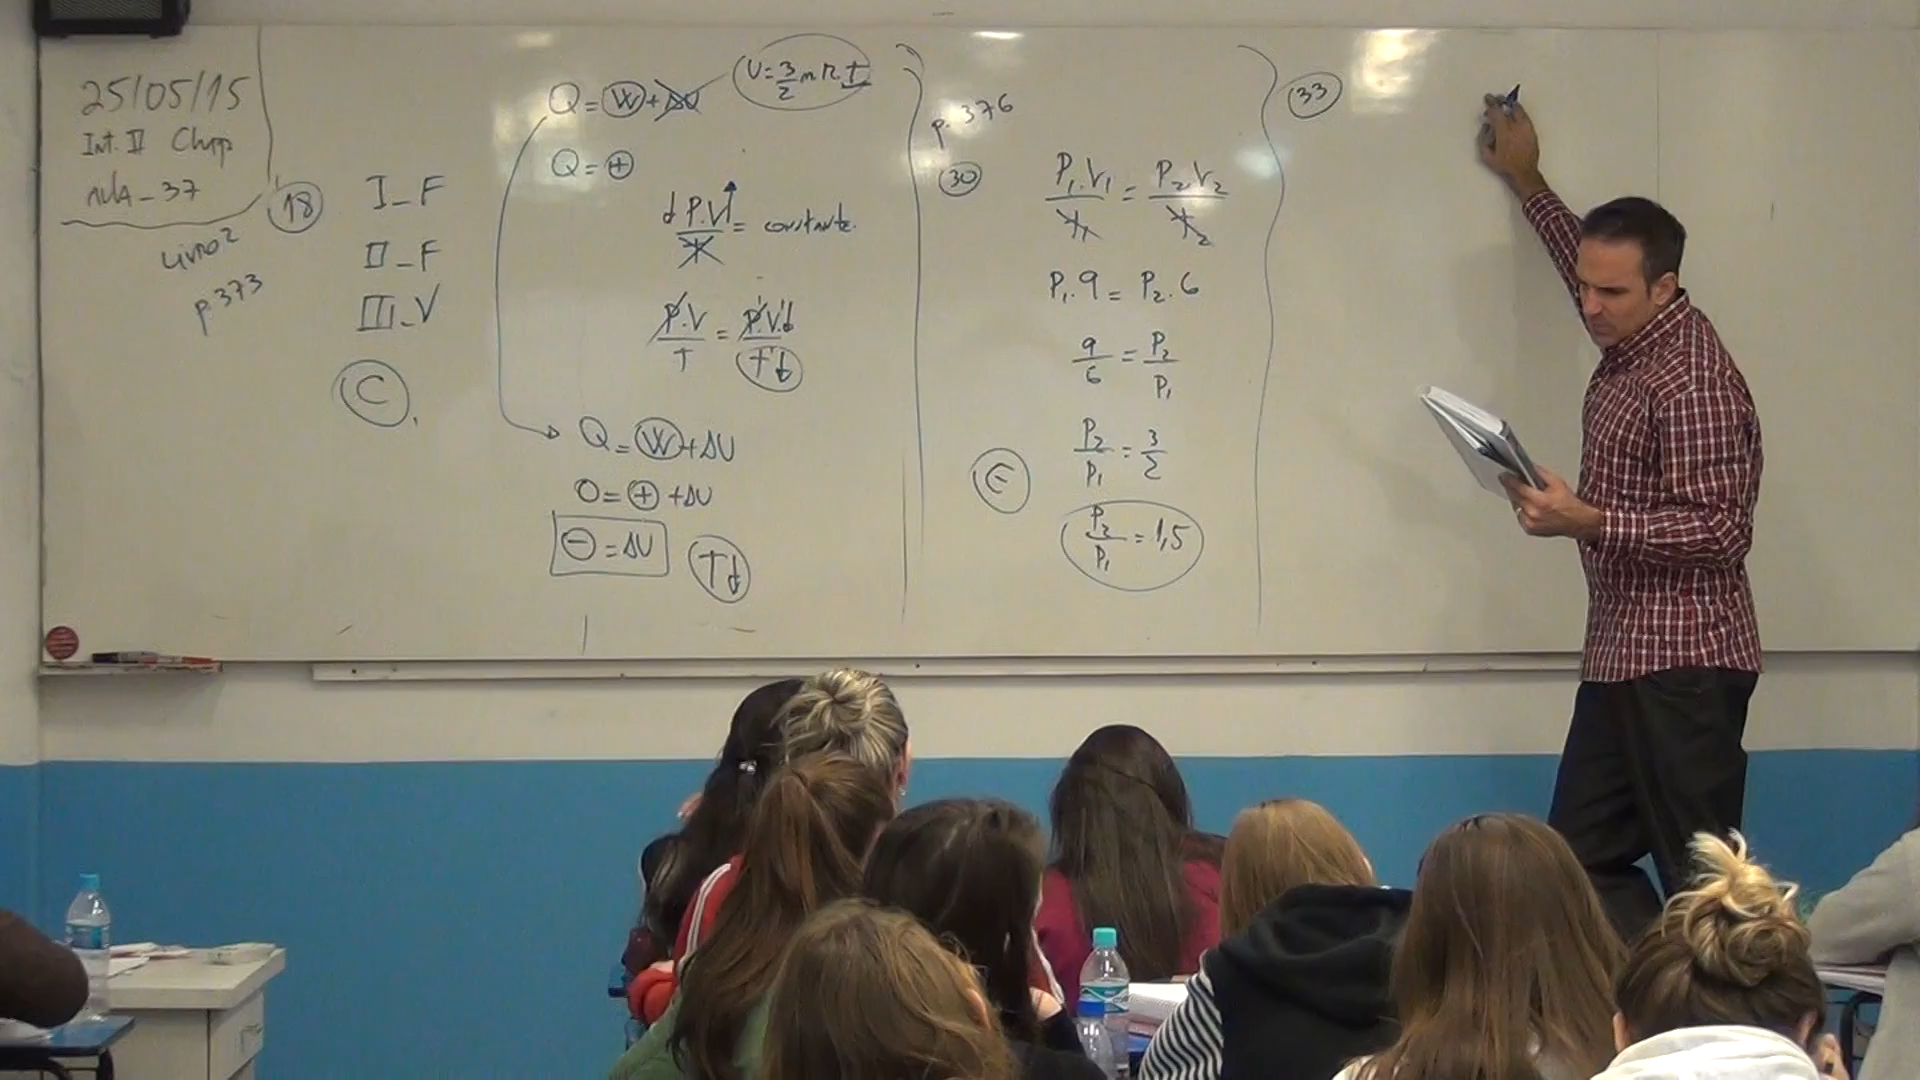 25/05/15
Int. II Chap
AulA - 37
Livro 2
p. 373
18
I - F
II - F
III - V
C.
Q = W + ΔU
U = 3/2 n R. T
Q = +
↓ P.V↑ / T = constante.
P.V / T = P'.V'↓ / T'↓
Q = W + ΔU
0 = + + ΔU
- = ΔU
T↓
p. 376
30
P1.V1 / T1 = P2.V2 / T2
P1.9 = P2.6
9/6 = P2/P1
P2/P1 = 3/2
E
P2/P1 = 1,5
33